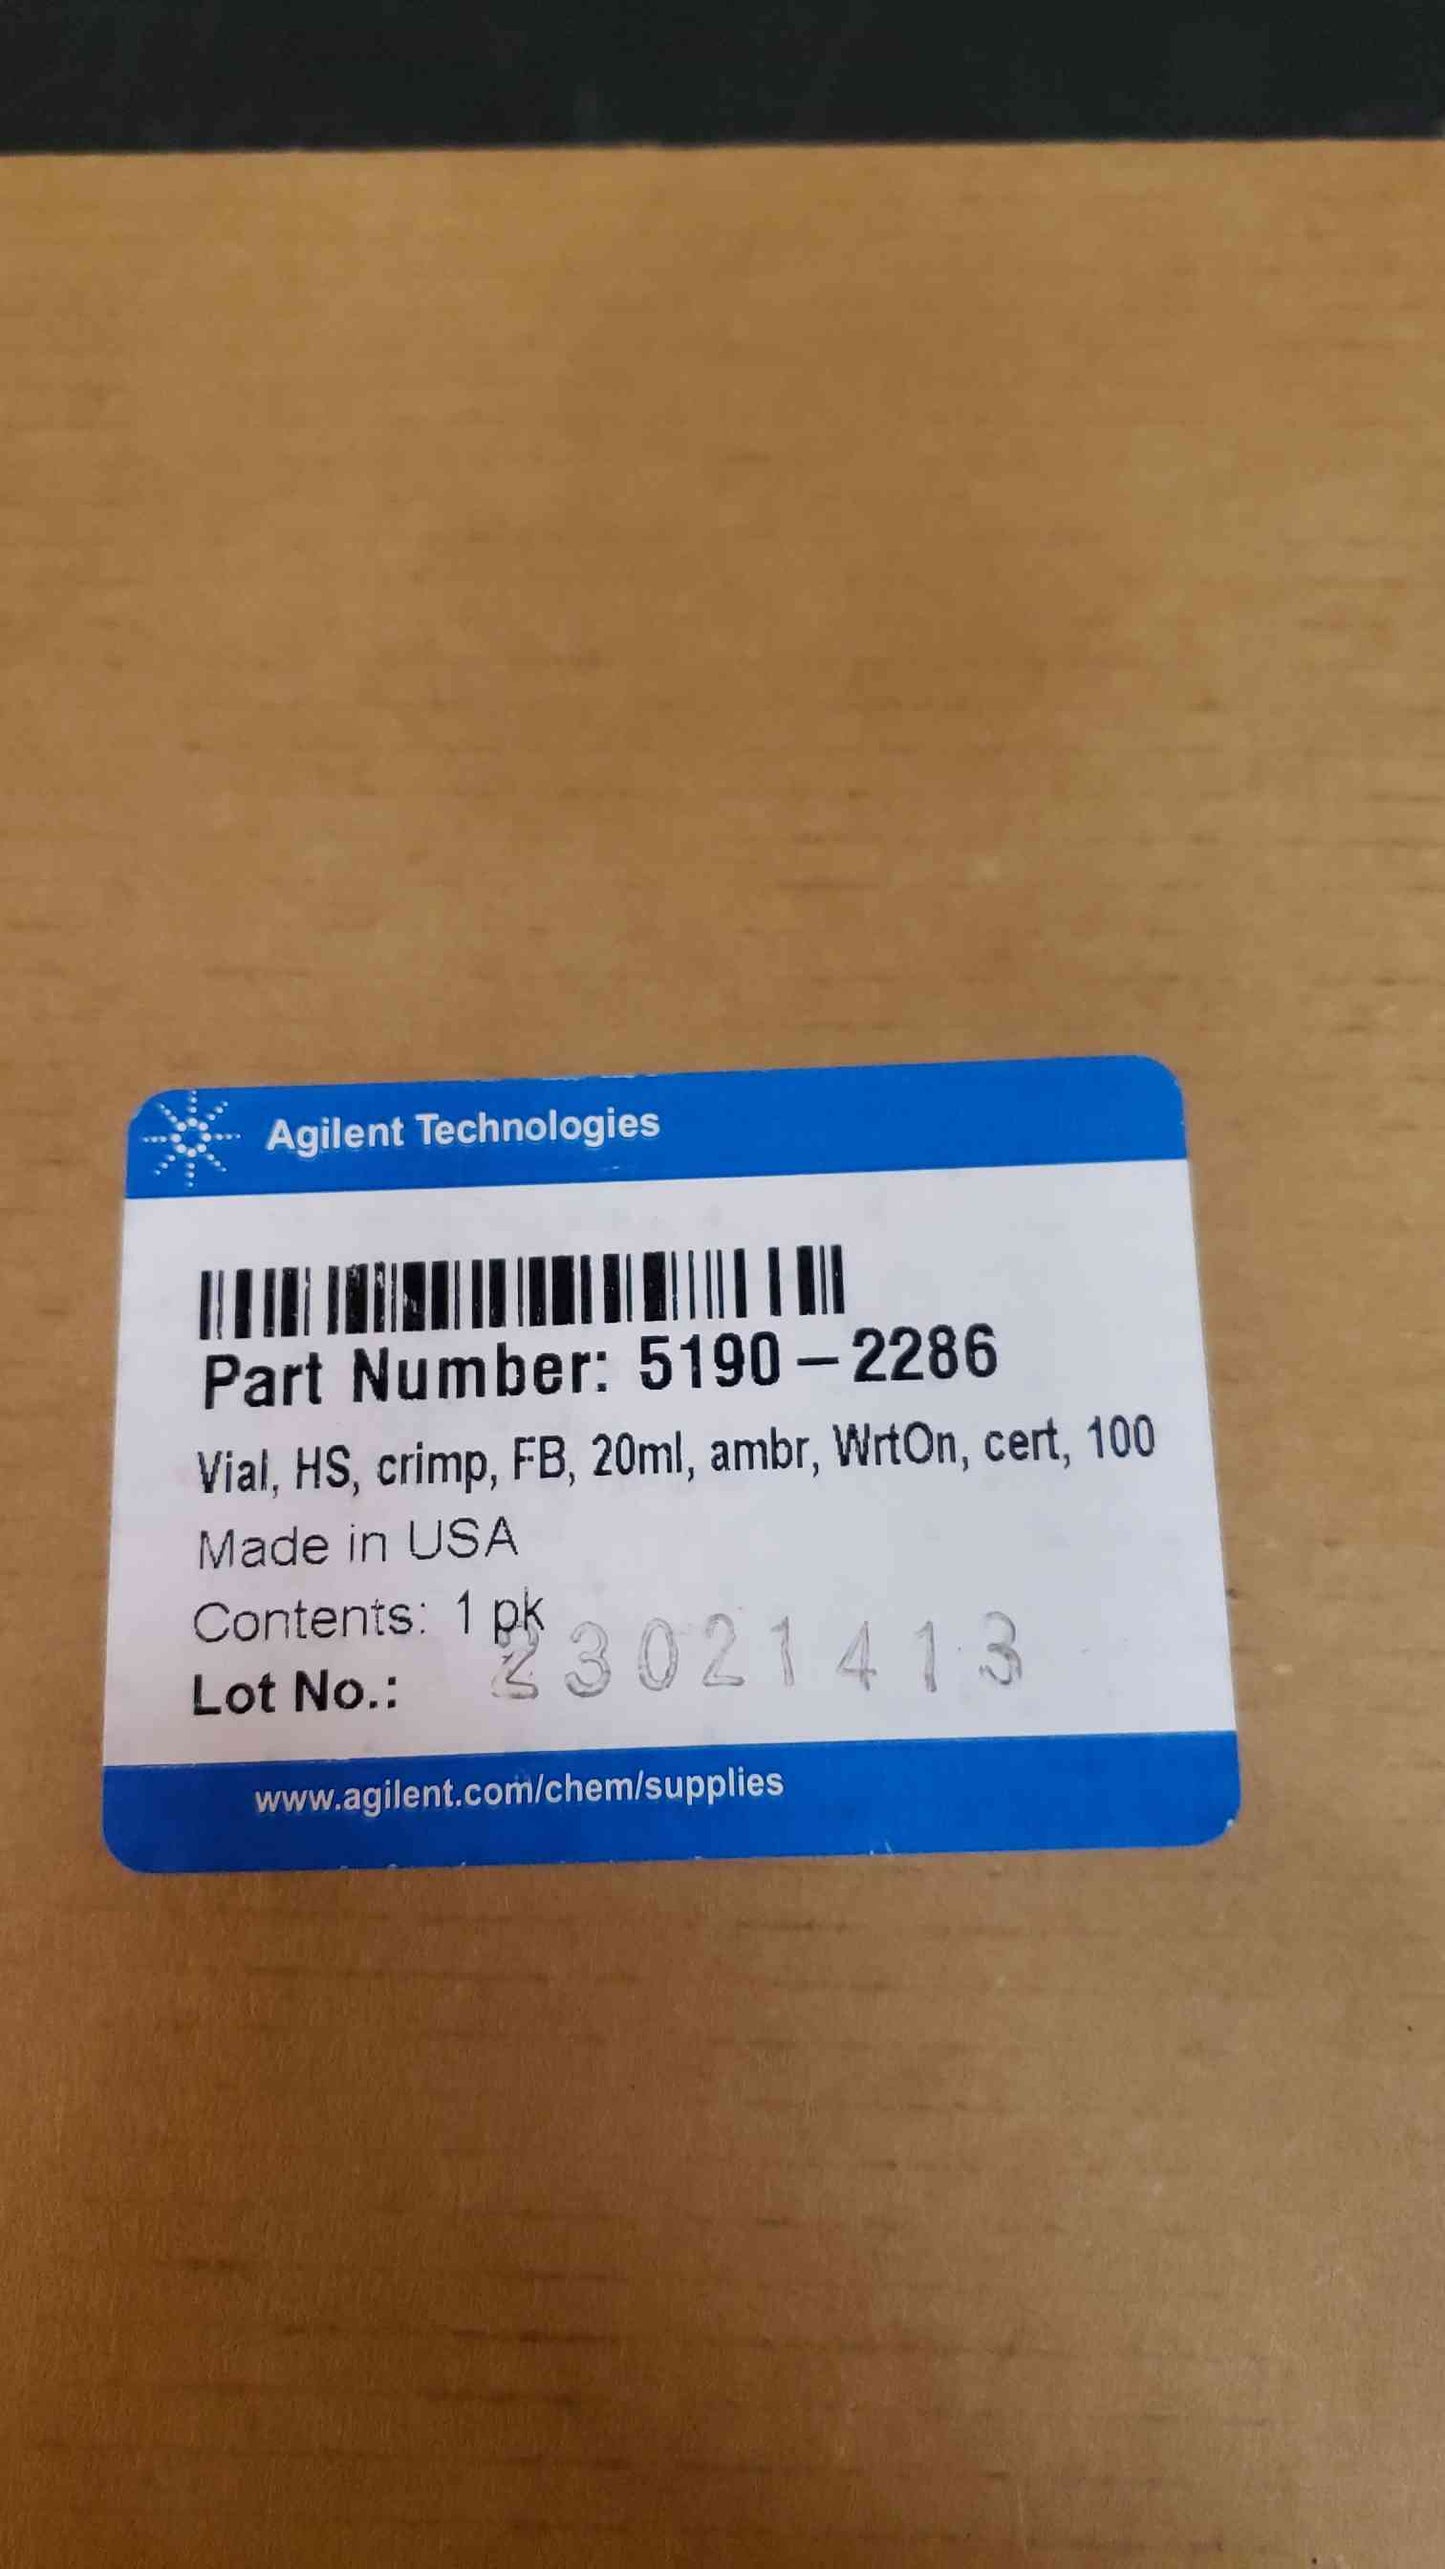 Agilent Technologies
Part Number: 5190-2286
Vial, HS, crimp, FB, 20ml, ambr, WrtOn, cert, 100
Made in USA
Contents: 1 pk
Lot No.: 23021413
www.agilent.com/chem/supplies